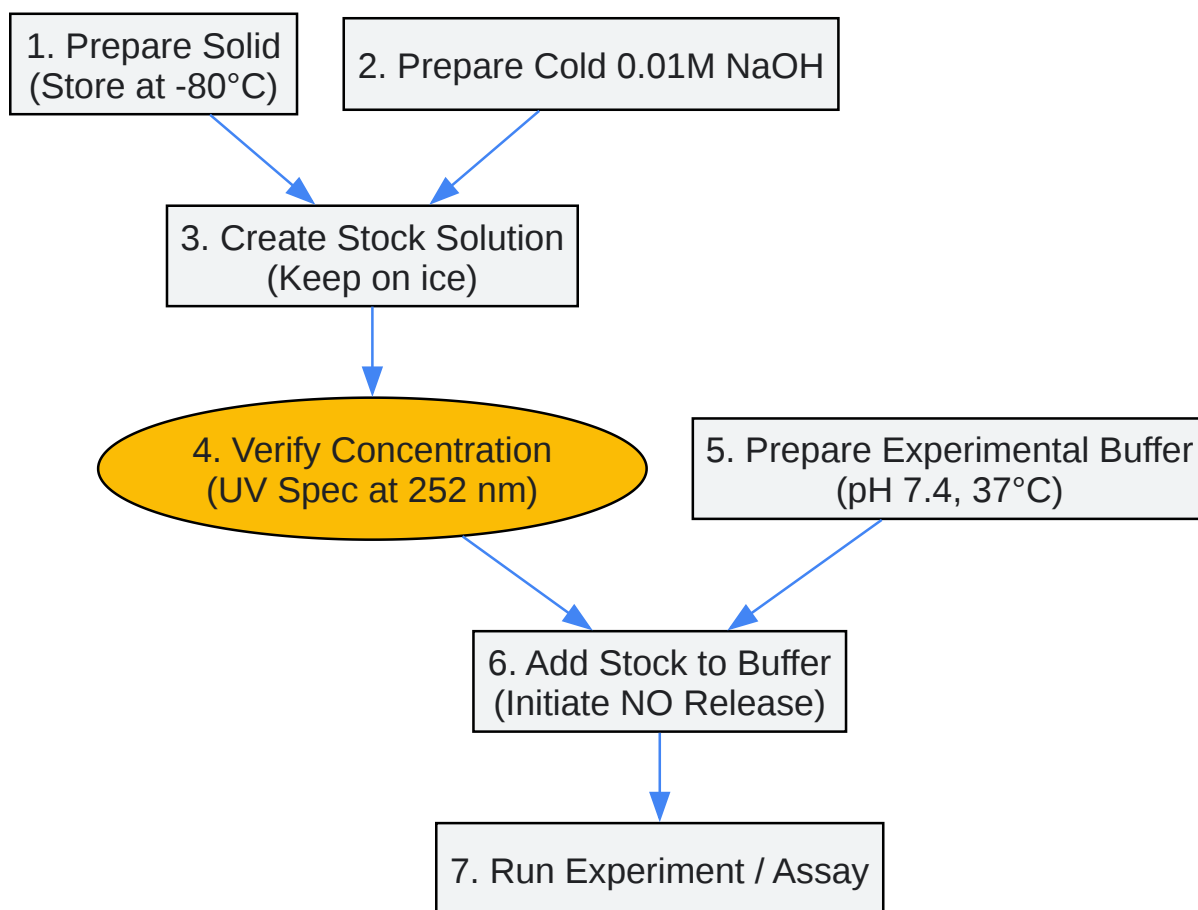 1. Prepare Solid
(Store at -80°C)
2. Prepare Cold 0.01M NaOH
3. Create Stock Solution
(Keep on ice)
4. Verify Concentration
(UV Spec at 252 nm)
5. Prepare Experimental Buffer
(pH 7.4, 37°C)
6. Add Stock to Buffer
(Initiate NO Release)
7. Run Experiment / Assay